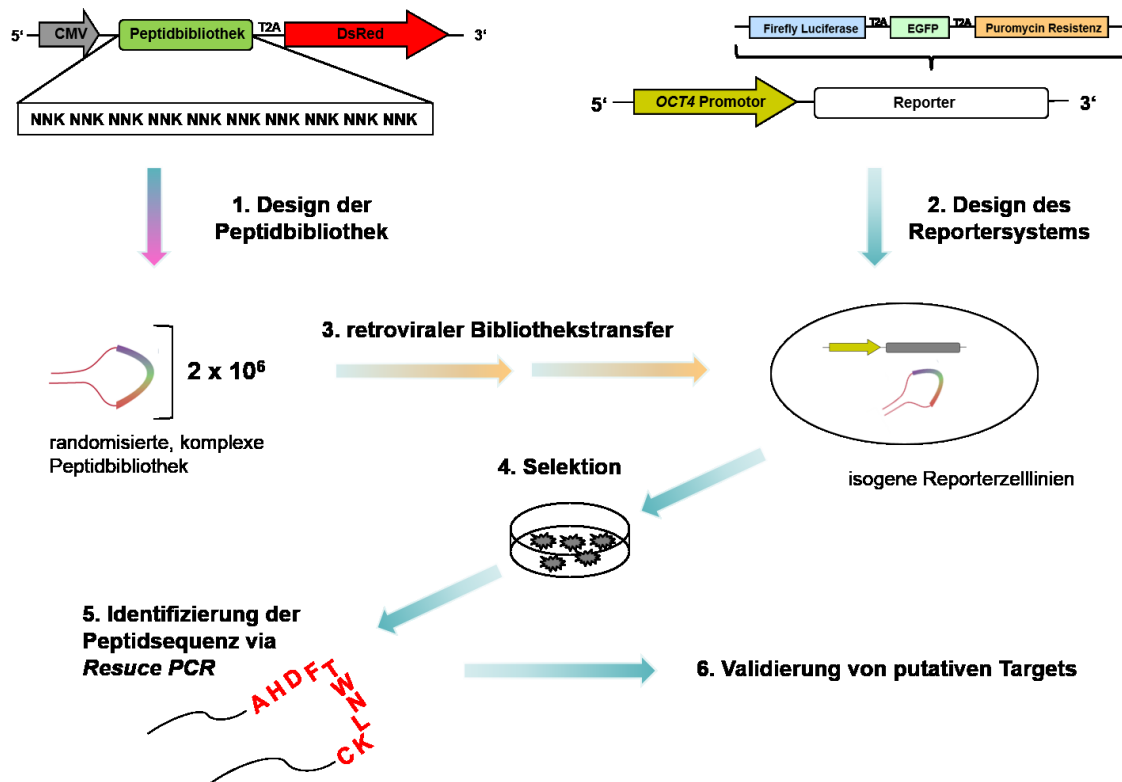 5‘ CMV Peptidbibliothek T2A DsRed 3‘
NNK NNK NNK NNK NNK NNK NNK NNK NNK NNK
Firefly Luciferase T2A EGFP T2A Puromycin Resistenz
5‘ OCT4 Promotor Reporter 3‘
1. Design der
Peptidbibliothek
2. Design des
Reportersystems
3. retroviraler Bibliothekstransfer
2 x 10⁶
randomisierte, komplexe
Peptidbibliothek
isogene Reporterzelllinien
4. Selektion
5. Identifizierung der
Peptidsequenz via
Resuce PCR
AHDFTWNLKC
6. Validierung von putativen Targets